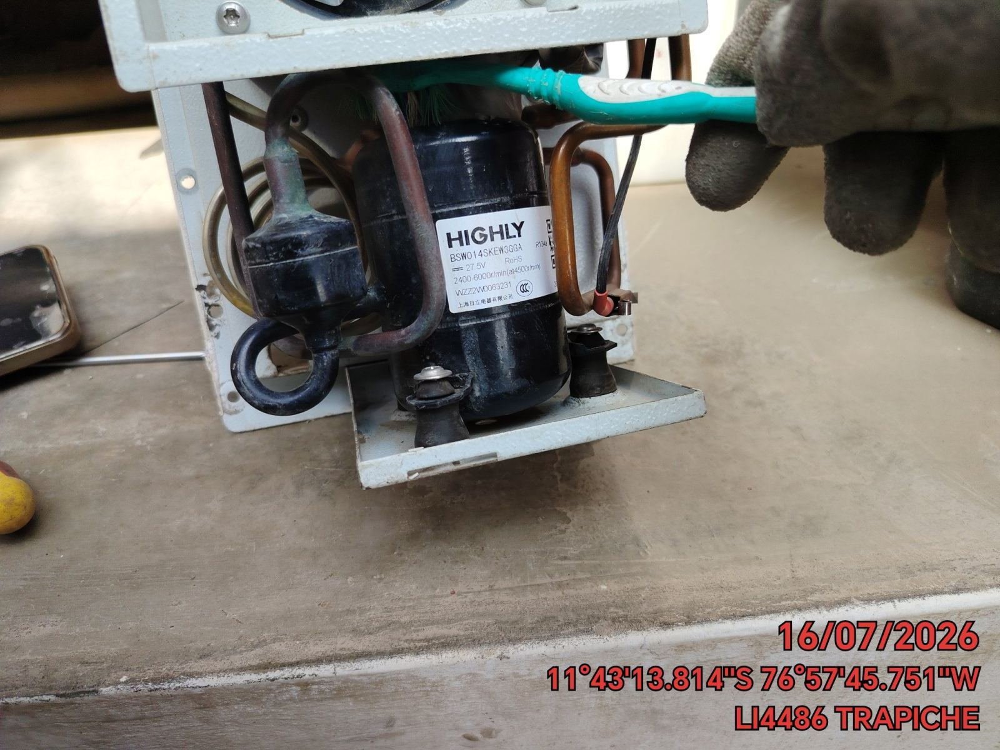 HIGHLY
BSW014SKEW3GGA
R134a
27.5V RoHS
2400-6000r/min(at4500r/min)
WZZ2W0063231
上海日立电器有限公司
16/07/2026
11°43'13.814"S 76°57'45.751"W
LI4486 TRAPICHE